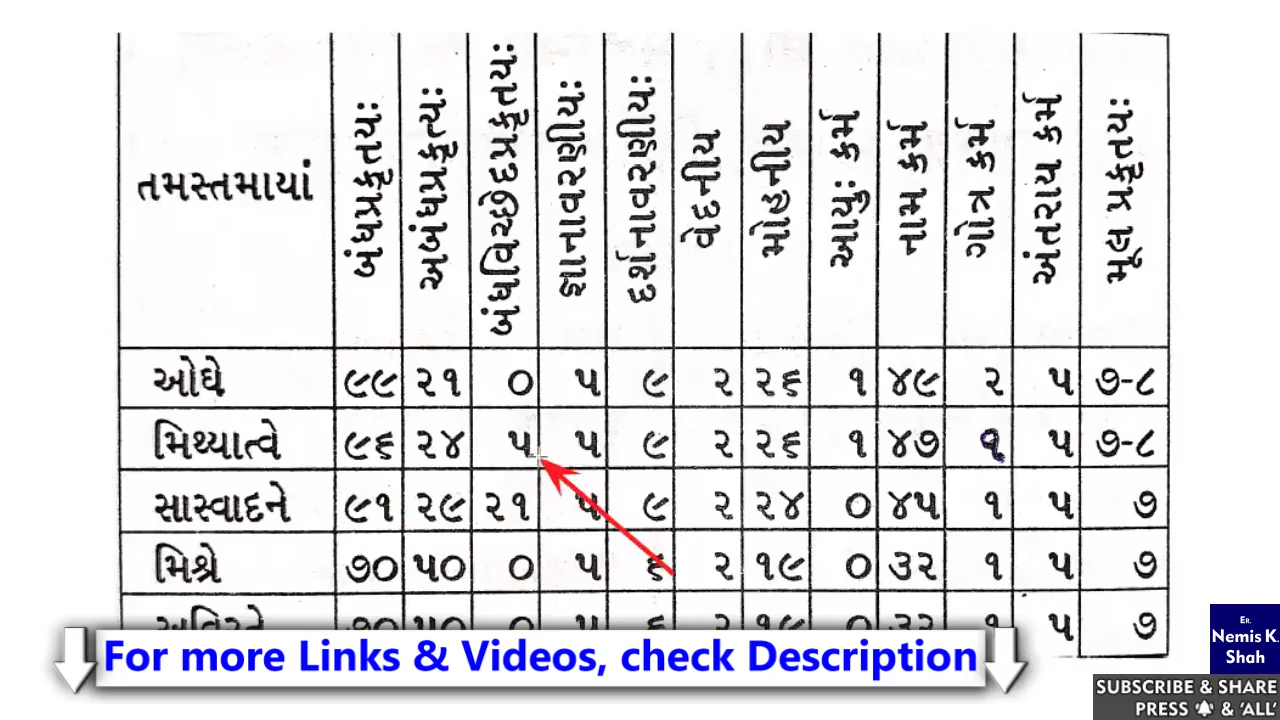 તમસ્તમાયાં બંધપ્રકૃતયઃ અબંધપ્રકૃત્યઃ બંધવિચ્છેદપ્રકૃતયઃ જ્ઞાનાવરણીયઃ દર્શનાવરણીયઃ વેદનીય મોહનીય આયુઃ કર્મ નામ કર્મ ગોત્ર કર્મ અંતરાય કર્મ મૂલ પ્રકૃતયઃ
ઓઘે ૯૯ ૨૧ ૦ ૫ ૯ ૨ ૨૬ ૧ ૪૯ ૨ ૫ ૭-૮
મિથ્યાત્વે ૯૬ ૨૪ ૫ ૫ ૯ ૨ ૨૬ ૧ ૪૭ ૧ ૫ ૭-૮
સાસ્વાદને ૯૧ ૨૯ ૨૧ ૫ ૯ ૨ ૨૪ ૦ ૪૫ ૧ ૫ ૭
મિશ્રે ૭૦ ૫૦ ૦ ૫ ૬ ૨ ૧૯ ૦ ૩૨ ૧ ૫ ૭
૫ ૭
For more Links & Videos, check Description
ER.
Nemis K
Shah
SUBSCRIBE & SHARE
PRESS & 'ALL'